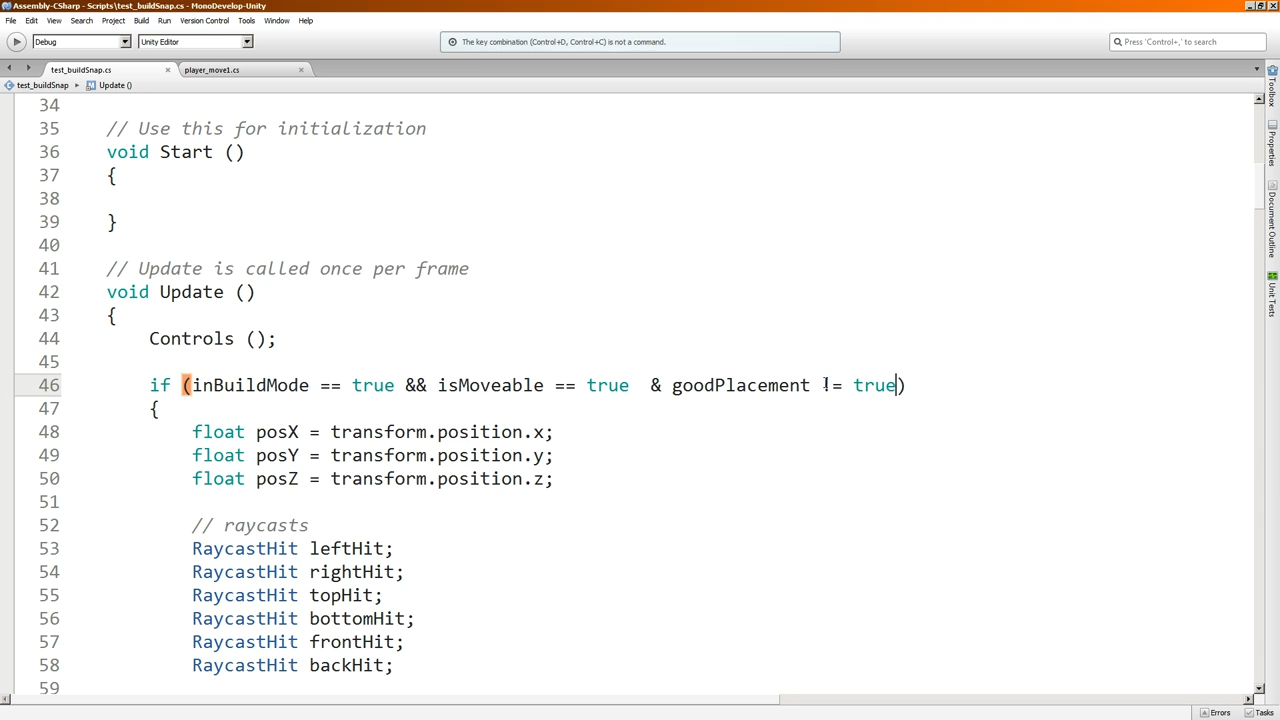 Assembly-CSharp - Scripts\test_buildSnap.cs - MonoDevelop-Unity
File Edit View Search Project Build Run Version Control Tools Window Help
Debug Unity Editor The key combination (Control+D, Control+C) is not a command. Press 'Control+,' to search
test_buildSnap.cs player_move1.cs
test_buildSnap Update ()
34
35 // Use this for initialization
36 void Start ()
37 {
38
39 }
40
41 // Update is called once per frame
42 void Update ()
43 {
44 Controls ();
45
46 if (inBuildMode == true && isMoveable == true  & goodPlacement != true)
47 {
48 float posX = transform.position.x;
49 float posY = transform.position.y;
50 float posZ = transform.position.z;
51
52 // raycasts
53 RaycastHit leftHit;
54 RaycastHit rightHit;
55 RaycastHit topHit;
56 RaycastHit bottomHit;
57 RaycastHit frontHit;
58 RaycastHit backHit;
59
Toolbox
Properties
Document Outline
Unit Tests
Errors Tasks